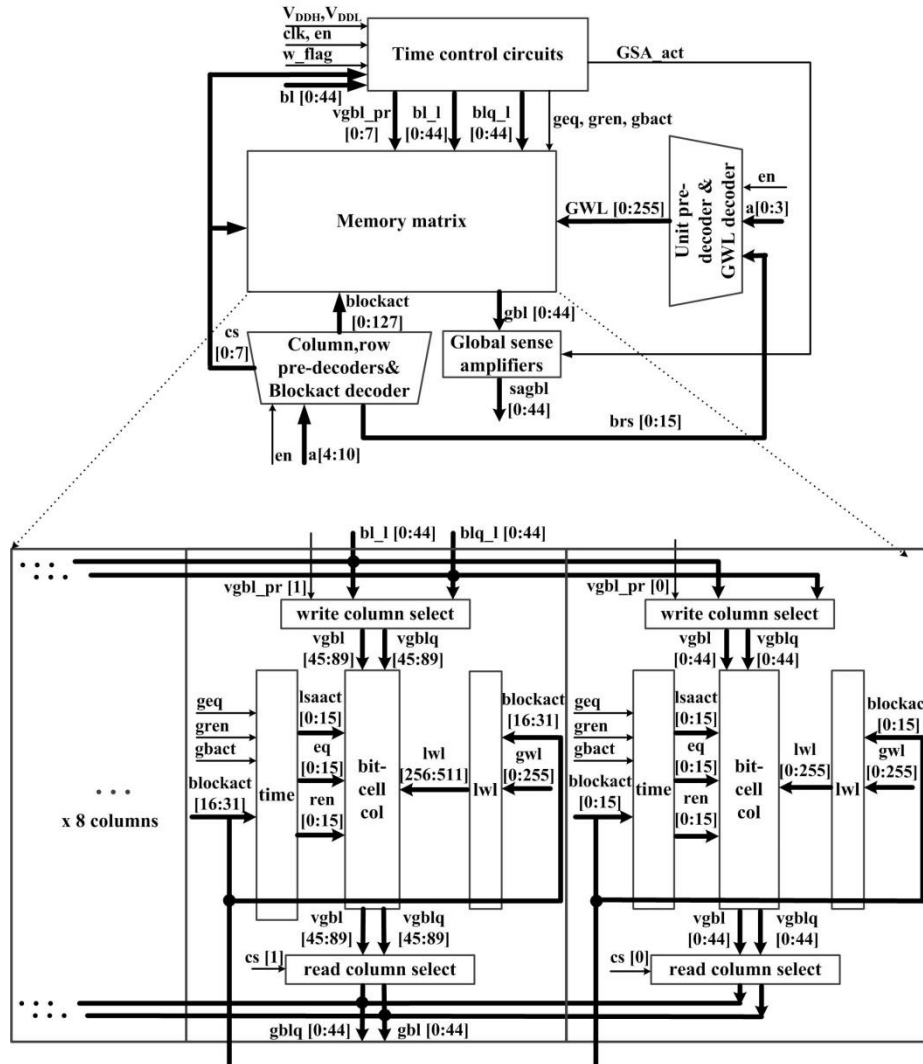 V_DDH,V_DDL
clk, en
w_flag
bl [0:44]
Time control circuits
GSA_act
vgbl_pr
[0:7]
bl_l
[0:44]
blq_l
[0:44]
geq, gren, gbact
Memory matrix
GWL [0:255]
Unit pre-
decoder &
GWL decoder
en
a[0:3]
blockact
[0:127]
gbl [0:44]
cs
[0:7]
Column,row
pre-decoders&
Blockact decoder
Global sense
amplifiers
sagbl
[0:44]
brs [0:15]
en
a[4:10]
bl_l [0:44]
blq_l [0:44]
. . .
. . .
x 8 columns
. . .
. . .
vgbl_pr [1]
write column select
vgbl
[45:89]
vgblq
[45:89]
geq
gren
gbact
blockact
[16:31]
time
lsaact
[0:15]
eq
[0:15]
ren
[0:15]
bit-
cell
col
lwl
[256:511]
lwl
blockact
[16:31]
gwl
[0:255]
vgbl
[45:89]
vgblq
[45:89]
cs [1]
read column select
gblq [0:44]
gbl [0:44]
vgbl_pr [0]
write column select
vgbl
[0:44]
vgblq
[0:44]
geq
gren
gbact
blockact
[0:15]
time
lsaact
[0:15]
eq
[0:15]
ren
[0:15]
bit-
cell
col
lwl
[0:255]
lwl
blockact
[0:15]
gwl
[0:255]
vgbl
[0:44]
vgblq
[0:44]
cs [0]
read column select